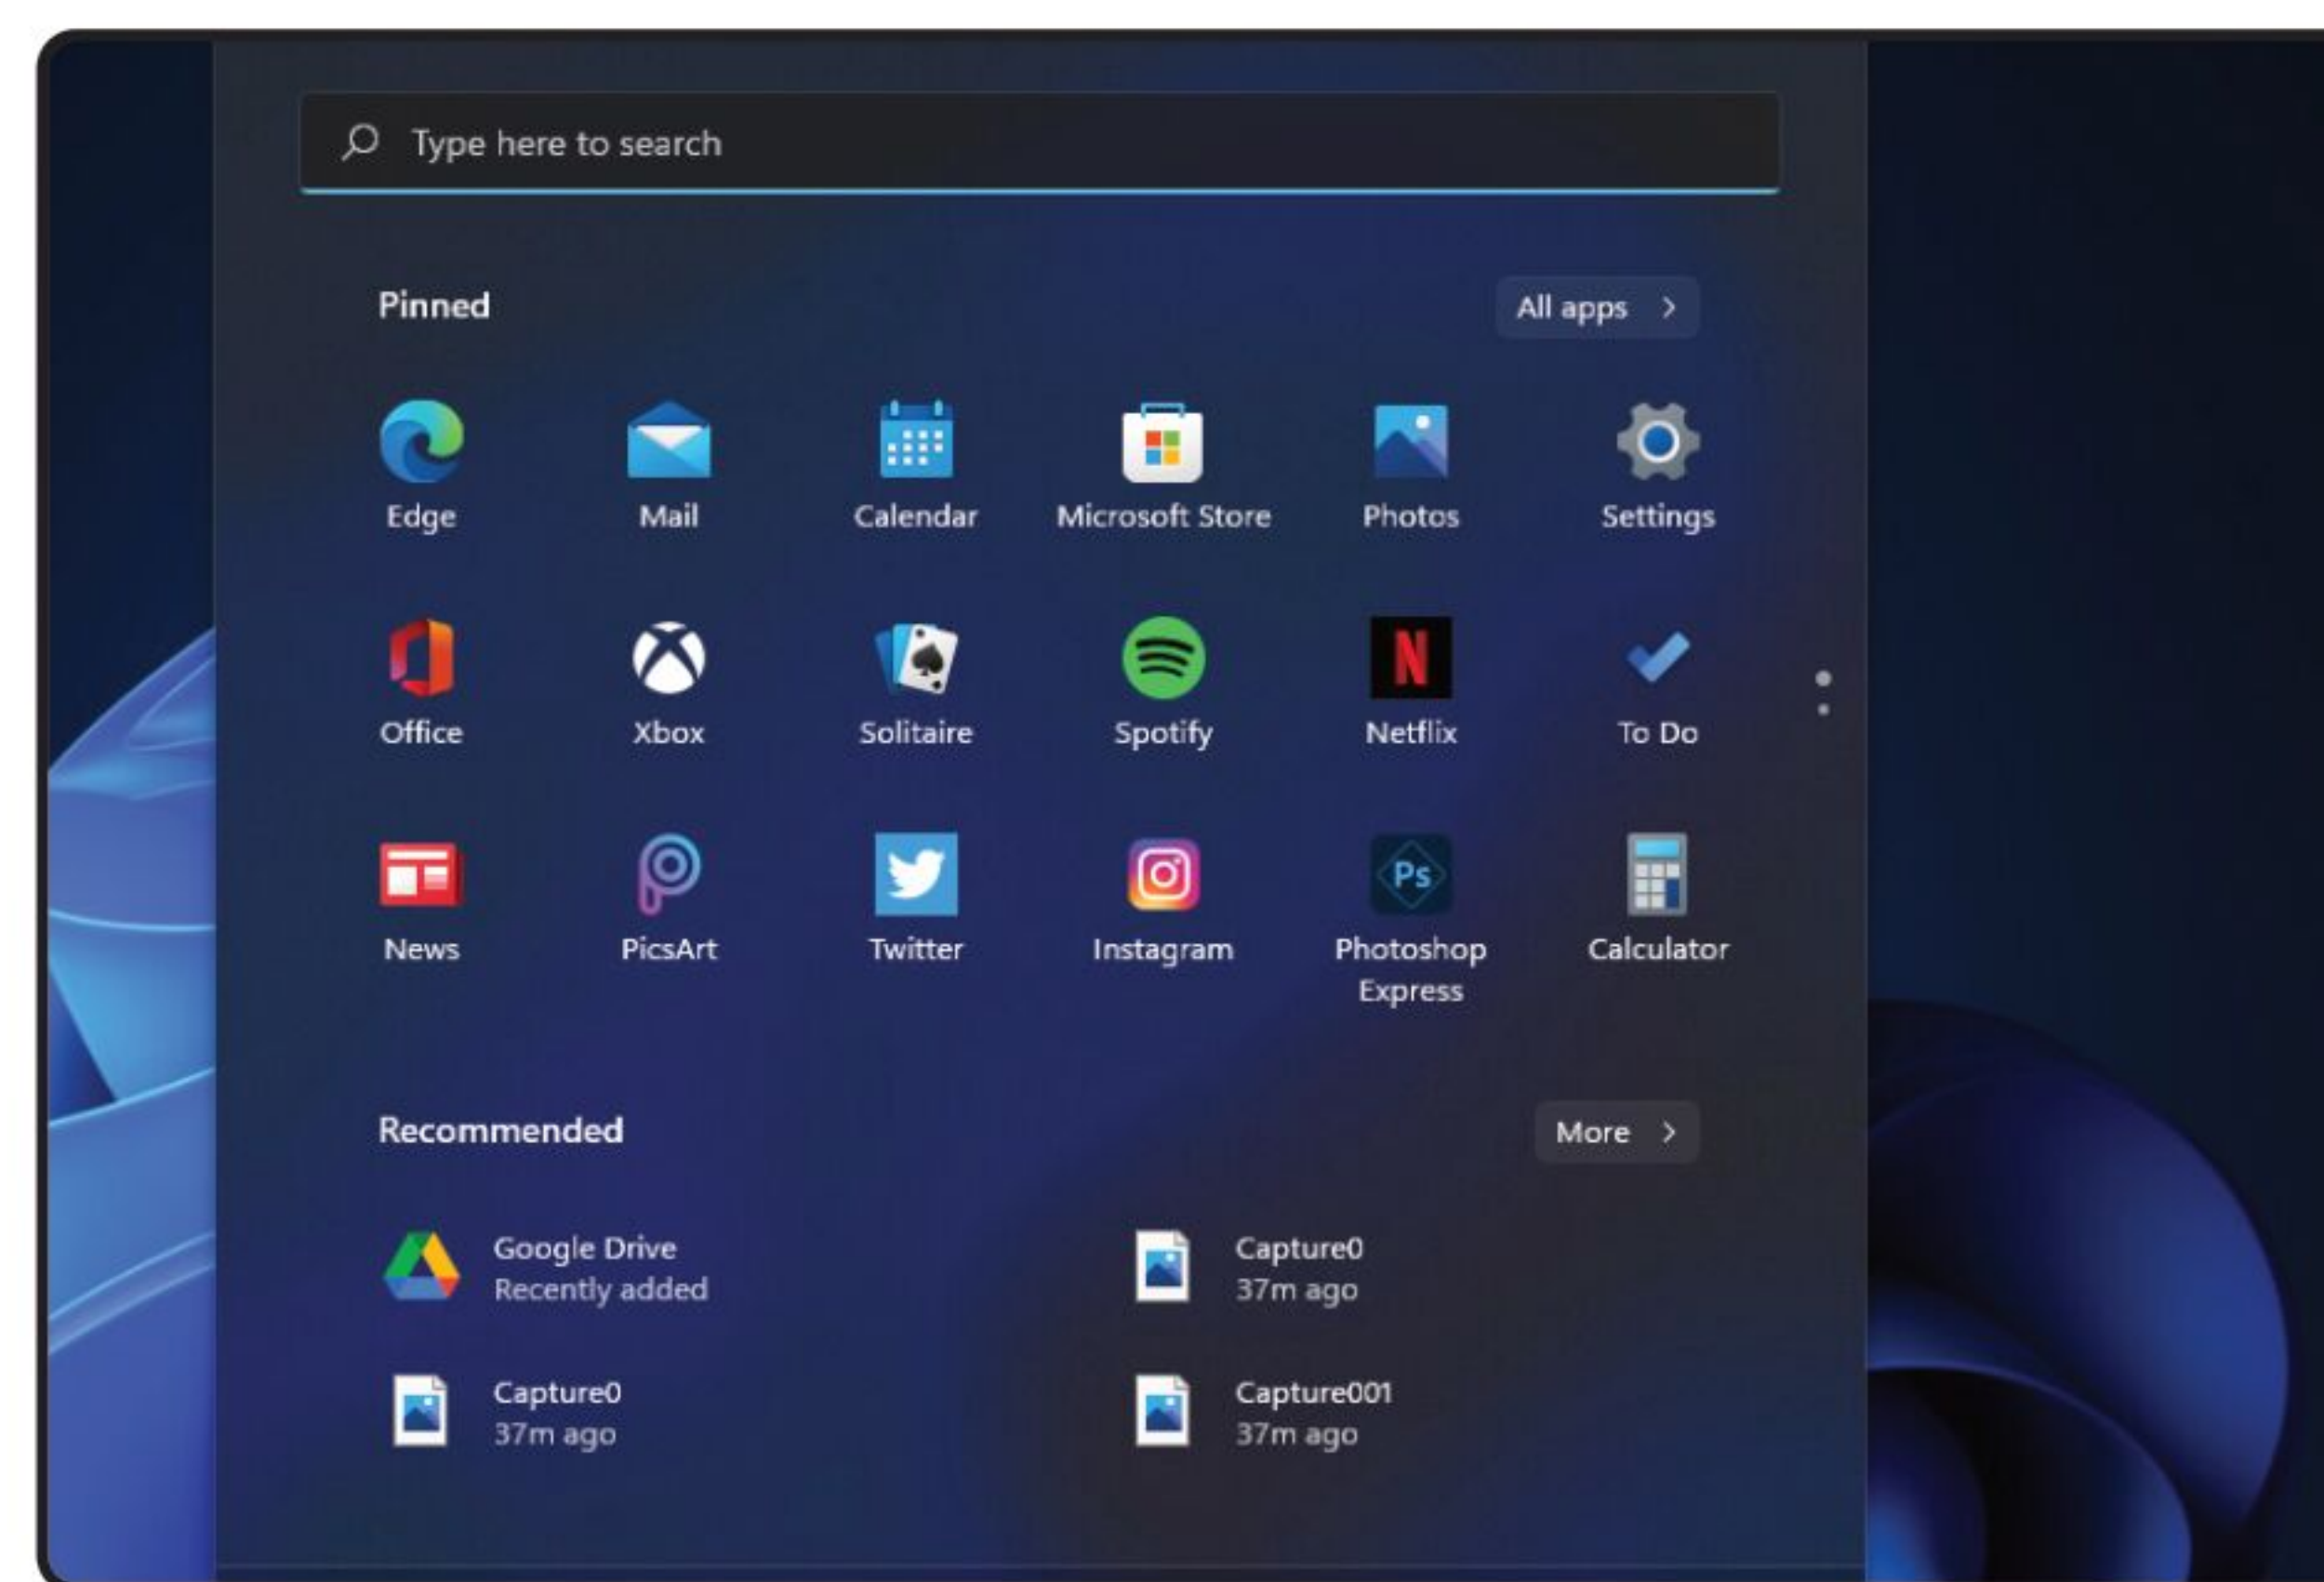 Type here to search
Pinned
All apps
Edge
Mail
Calendar
Microsoft Store
Photos
Settings
Office
Xbox
Solitaire
Spotify
Netflix
To Do
News
PicsArt
Twitter
Instagram
Photoshop
Express
Calculator
Recommended
More
Google Drive
Recently added
Capture0
37m ago
Capture0
37m ago
Capture001
37m ago